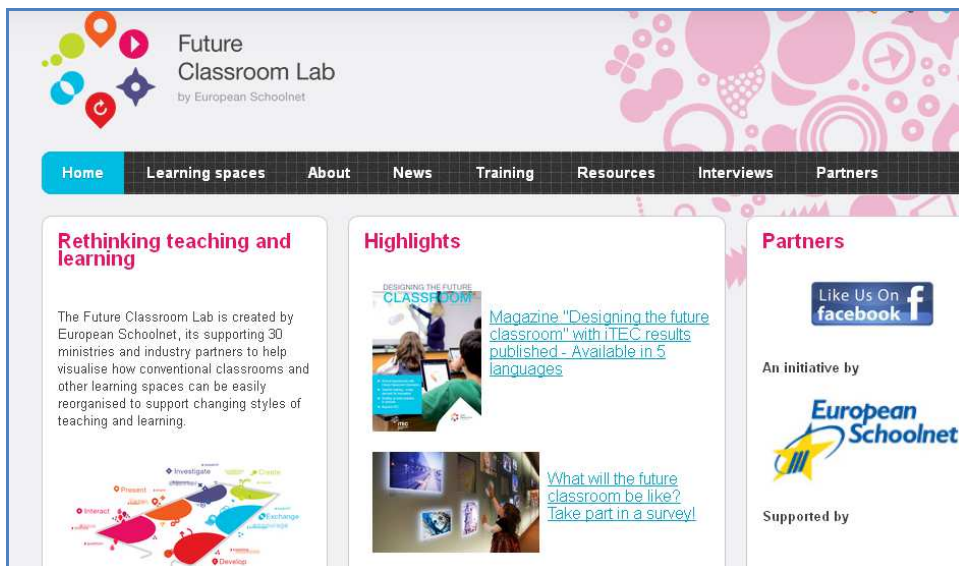 Future
Classroom Lab
by European Schoolnet
Home Learning spaces About News Training Resources Interviews Partners
Rethinking teaching and
learning
The Future Classroom Lab is created by
European Schoolnet, its supporting 30
ministries and industry partners to help
visualise how conventional classrooms and
other learning spaces can be easily
reorganised to support changing styles of
teaching and learning.
Investigate
Create
Present
Interact
Exchange
Develop
Highlights
DESIGNING THE FUTURE
CLASSROOM
iTEC
Magazine "Designing the future
classroom" with iTEC results
published - Available in 5
languages
What will the future
classroom be like?
Take part in a survey!
Partners
Like Us On
facebook
f
An initiative by
European
Schoolnet
Supported by